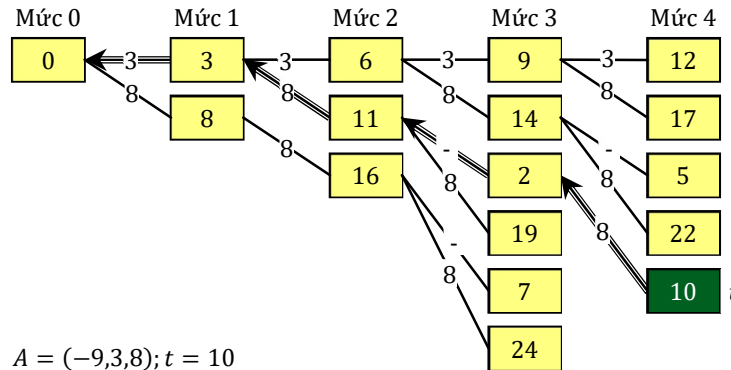 Mức 0 Mức 1 Mức 2 Mức 3 Mức 4
0 3 3 3 6 3 9 3 12
8 8 8 8
8 11 14 17
8 - -
16 2 5
8 8 8
19 22
- 7 10 t
8
24
A = (−9,3,8); t = 10